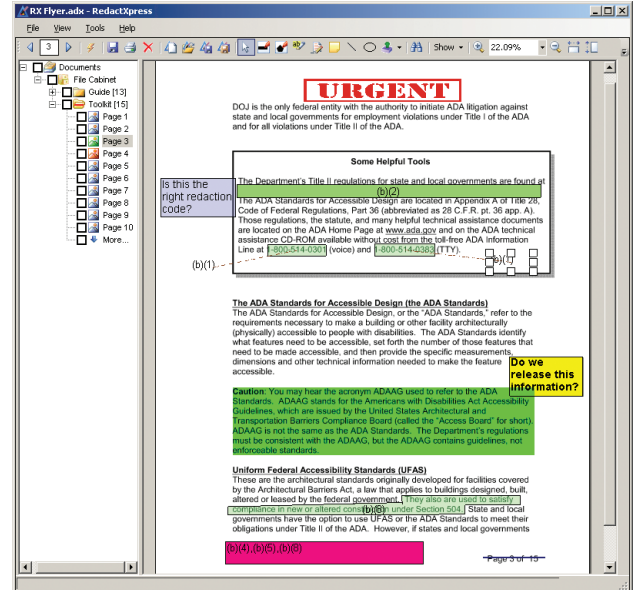 RX Flyer.adx - RedactXpress
File View Tools Help
3 Show 22.09%
Documents
File Cabinet
Guide [13]
Toolkit [15]
Page 1
Page 2
Page 3
Page 4
Page 5
Page 6
Page 7
Page 8
Page 9
Page 10
More...
URGENT
DOJ is the only federal entity with the authority to initiate ADA litigation against
state and local governments for employment violations under Title I of the ADA
and for all violations under Title II of the ADA.
Some Helpful Tools
Is this the
right redaction
code?
The Department's Title II regulations for state and local governments are found at
(b)(2)
The ADA Standards for Accessible Design are located in Appendix A of Title 28,
Code of Federal Regulations, Part 36 (abbreviated as 28 C.F.R. pt. 36 app. A).
Those regulations, the statute, and many helpful technical assistance documents
are located on the ADA Home Page at www.ada.gov and on the ADA technical
assistance CD-ROM available without cost from the toll-free ADA Information
Line at 1-800-514-0301 (voice) and 1-800-514-0383 (TTY).
(b)(1)
The ADA Standards for Accessible Design (the ADA Standards)
The ADA Standards for Accessible Design, or the "ADA Standards," refer to the
requirements necessary to make a building or other facility architecturally
(physically) accessible to people with disabilities. The ADA Standards identify
what features need to be accessible, set forth the number of those features that
need to be made accessible, and then provide the specific measurements,
dimensions and other technical information needed to make the feature
accessible.
Do we
release this
information?
Caution: You may hear the acronym ADAAG used to refer to the ADA
Standards. ADAAG stands for the Americans with Disabilities Act Accessibility
Guidelines, which are issued by the United States Architectural and
Transportation Barriers Compliance Board (called the "Access Board" for short).
ADAAG is not the same as the ADA Standards. The Department's regulations
must be consistent with the ADAAG, but the ADAAG contains guidelines, not
enforceable standards.
Uniform Federal Accessibility Standards (UFAS)
These are the architectural standards originally developed for facilities covered
by the Architectural Barriers Act, a law that applies to buildings designed, built,
altered or leased by the federal government. They also are used to satisfy
compliance in new or altered construction under Section 504. State and local
governments have the option to use UFAS or the ADA Standards to meet their
obligations under Title II of the ADA. However, if states and local governments
(b)(4),(b)(5),(b)(8)
Page 3 of 15